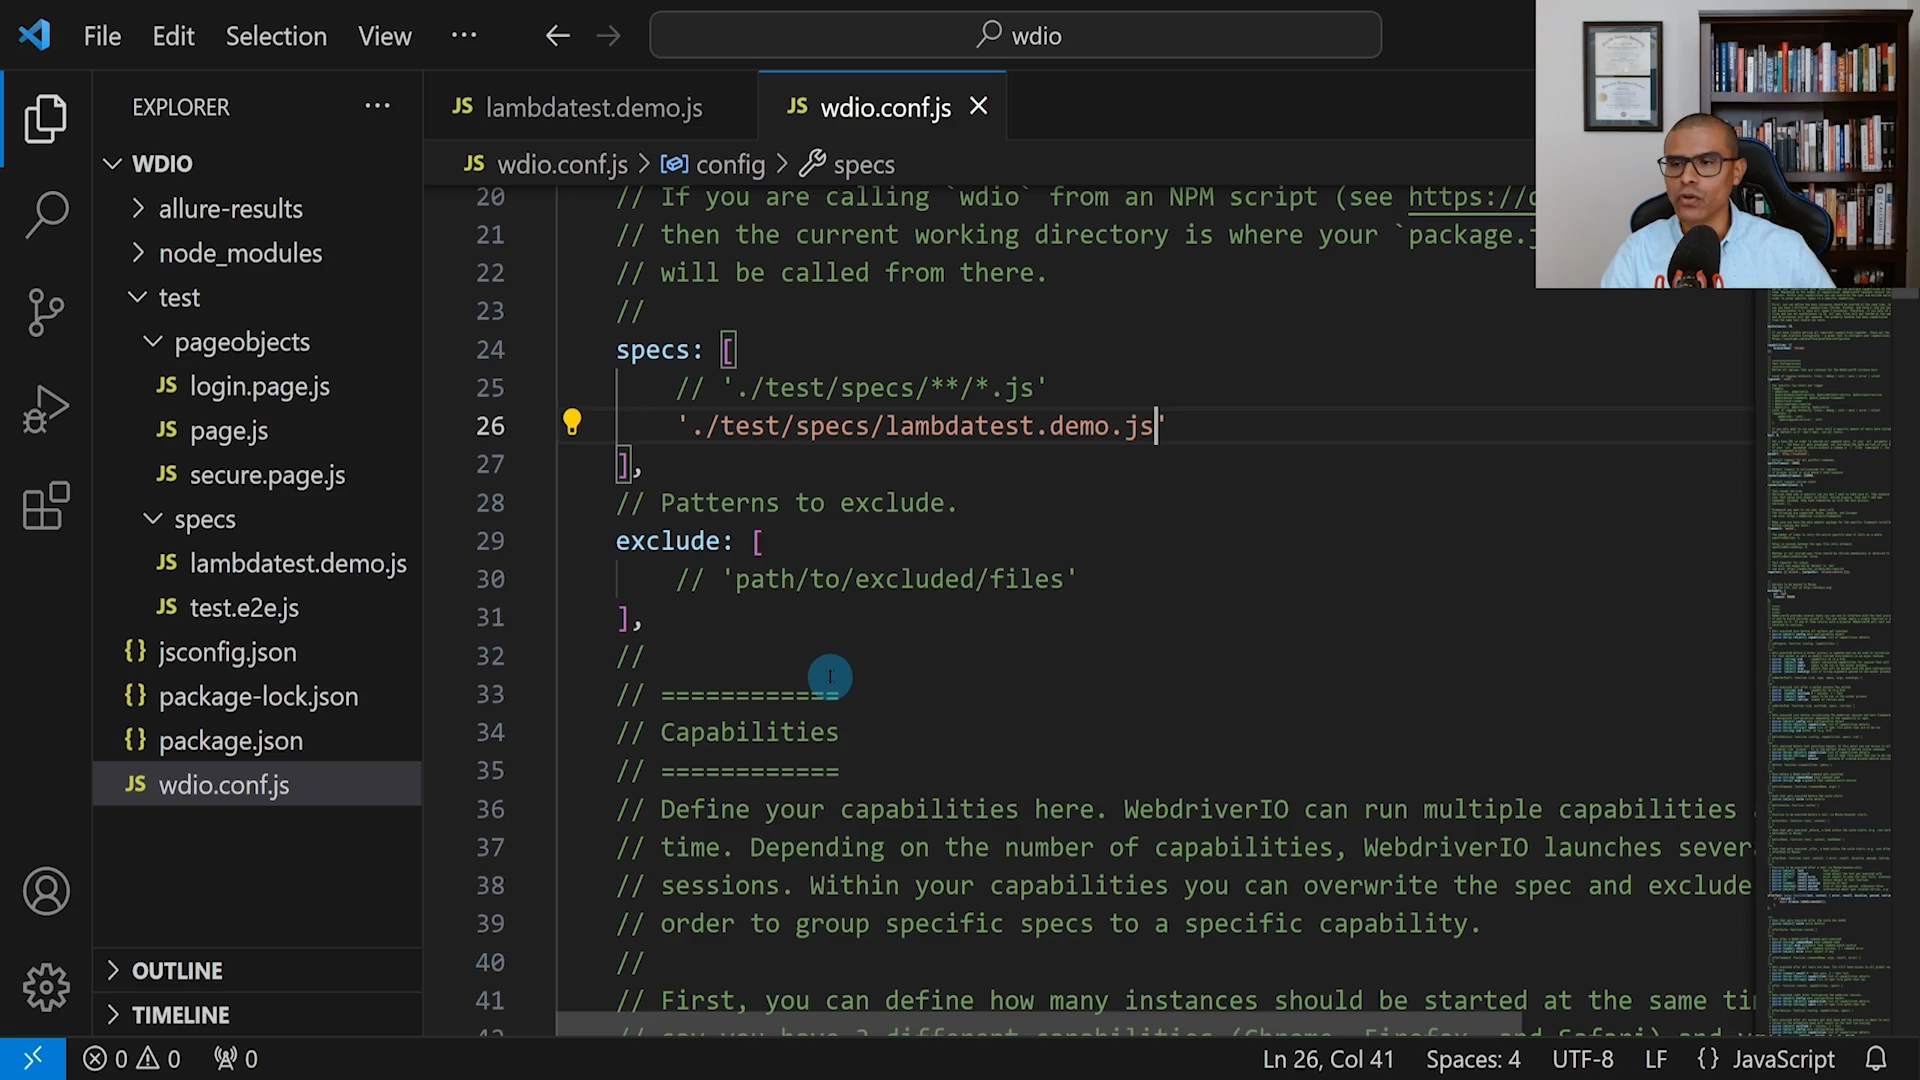 File Edit Selection View ···
wdio
EXPLORER ···
WDIO
allure-results
node_modules
test
pageobjects
JS login.page.js
JS page.js
JS secure.page.js
specs
JS lambdatest.demo.js
JS test.e2e.js
{} jsconfig.json
{} package-lock.json
{} package.json
JS wdio.conf.js
OUTLINE
TIMELINE
JS lambdatest.demo.js
JS wdio.conf.js
JS wdio.conf.js > config > specs
20 // If you are calling `wdio` from an NPM script (see https://
21 // then the current working directory is where your `package.
22 // will be called from there.
23 //
24 specs: [
25 // './test/specs/**/*.js'
26 './test/specs/lambdatest.demo.js'
27 ],
28 // Patterns to exclude.
29 exclude: [
30 // 'path/to/excluded/files'
31 ],
32 //
33 // ============
34 // Capabilities
35 // ============
36 // Define your capabilities here. WebdriverIO can run multiple capabilities
37 // time. Depending on the number of capabilities, WebdriverIO launches sever
38 // sessions. Within your capabilities you can overwrite the spec and exclude
39 // order to group specific specs to a specific capability.
40 //
41 // First, you can define how many instances should be started at the same ti
0 0 0
Ln 26, Col 41 Spaces: 4 UTF-8 LF {} JavaScript